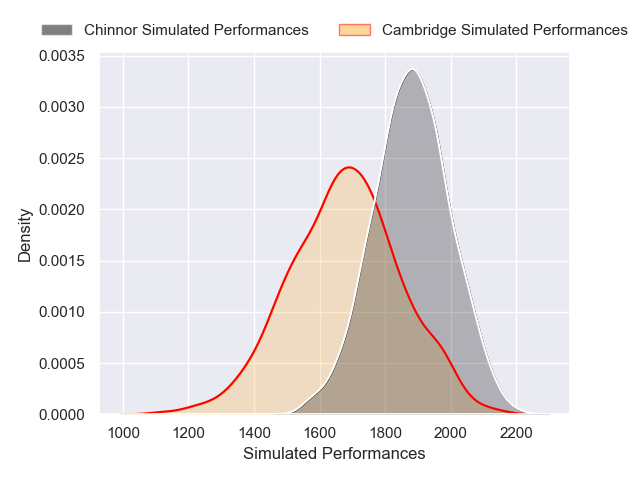 Chinnor Simulated Performances Cambridge Simulated Performances
0.0035
0.0030
0.0025
0.0020
0.0015
0.0010
0.0005
0.0000
Density
1000 1200 1400 1600 1800 2000 2200
Simulated Performances